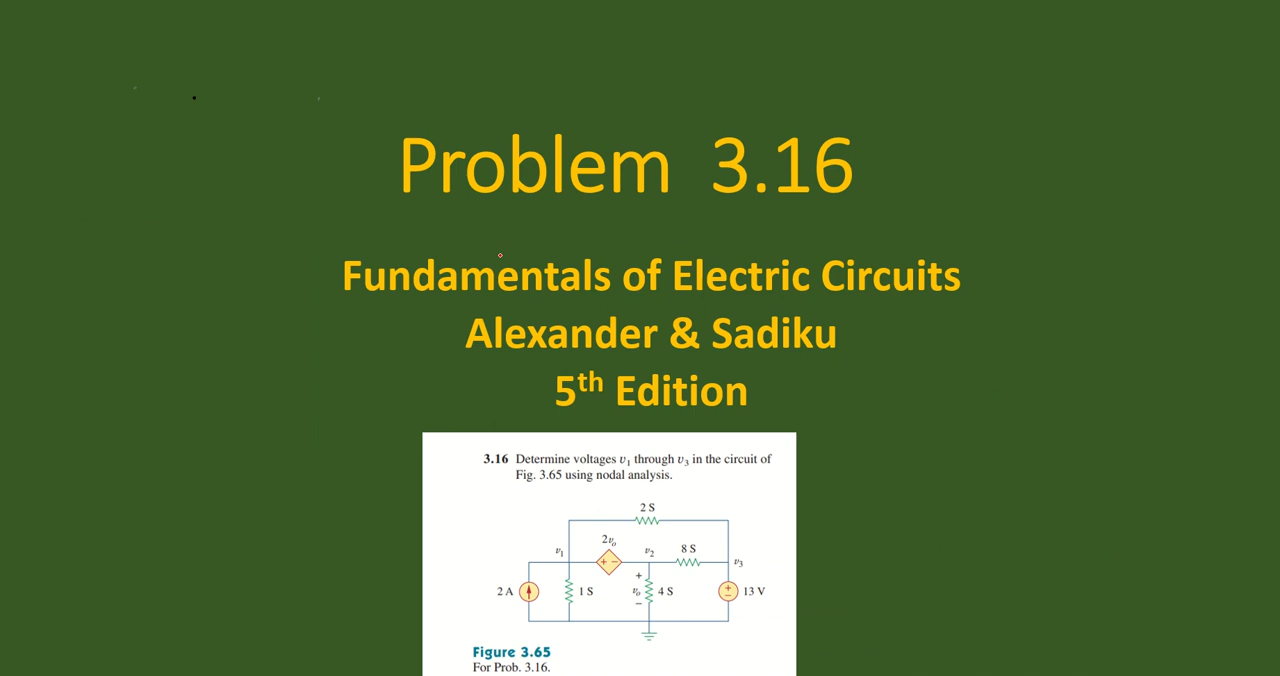 Problem 3.16
Fundamentals of Electric Circuits
Alexander & Sadiku
5th Edition
3.16 Determine voltages v1 through v3 in the circuit of
Fig. 3.65 using nodal analysis.
2 S
2vo
v1
v2
8 S
v3
+ −
+
2 A
1 S
vo
4 S
+
−
13 V
−
Figure 3.65
For Prob. 3.16.